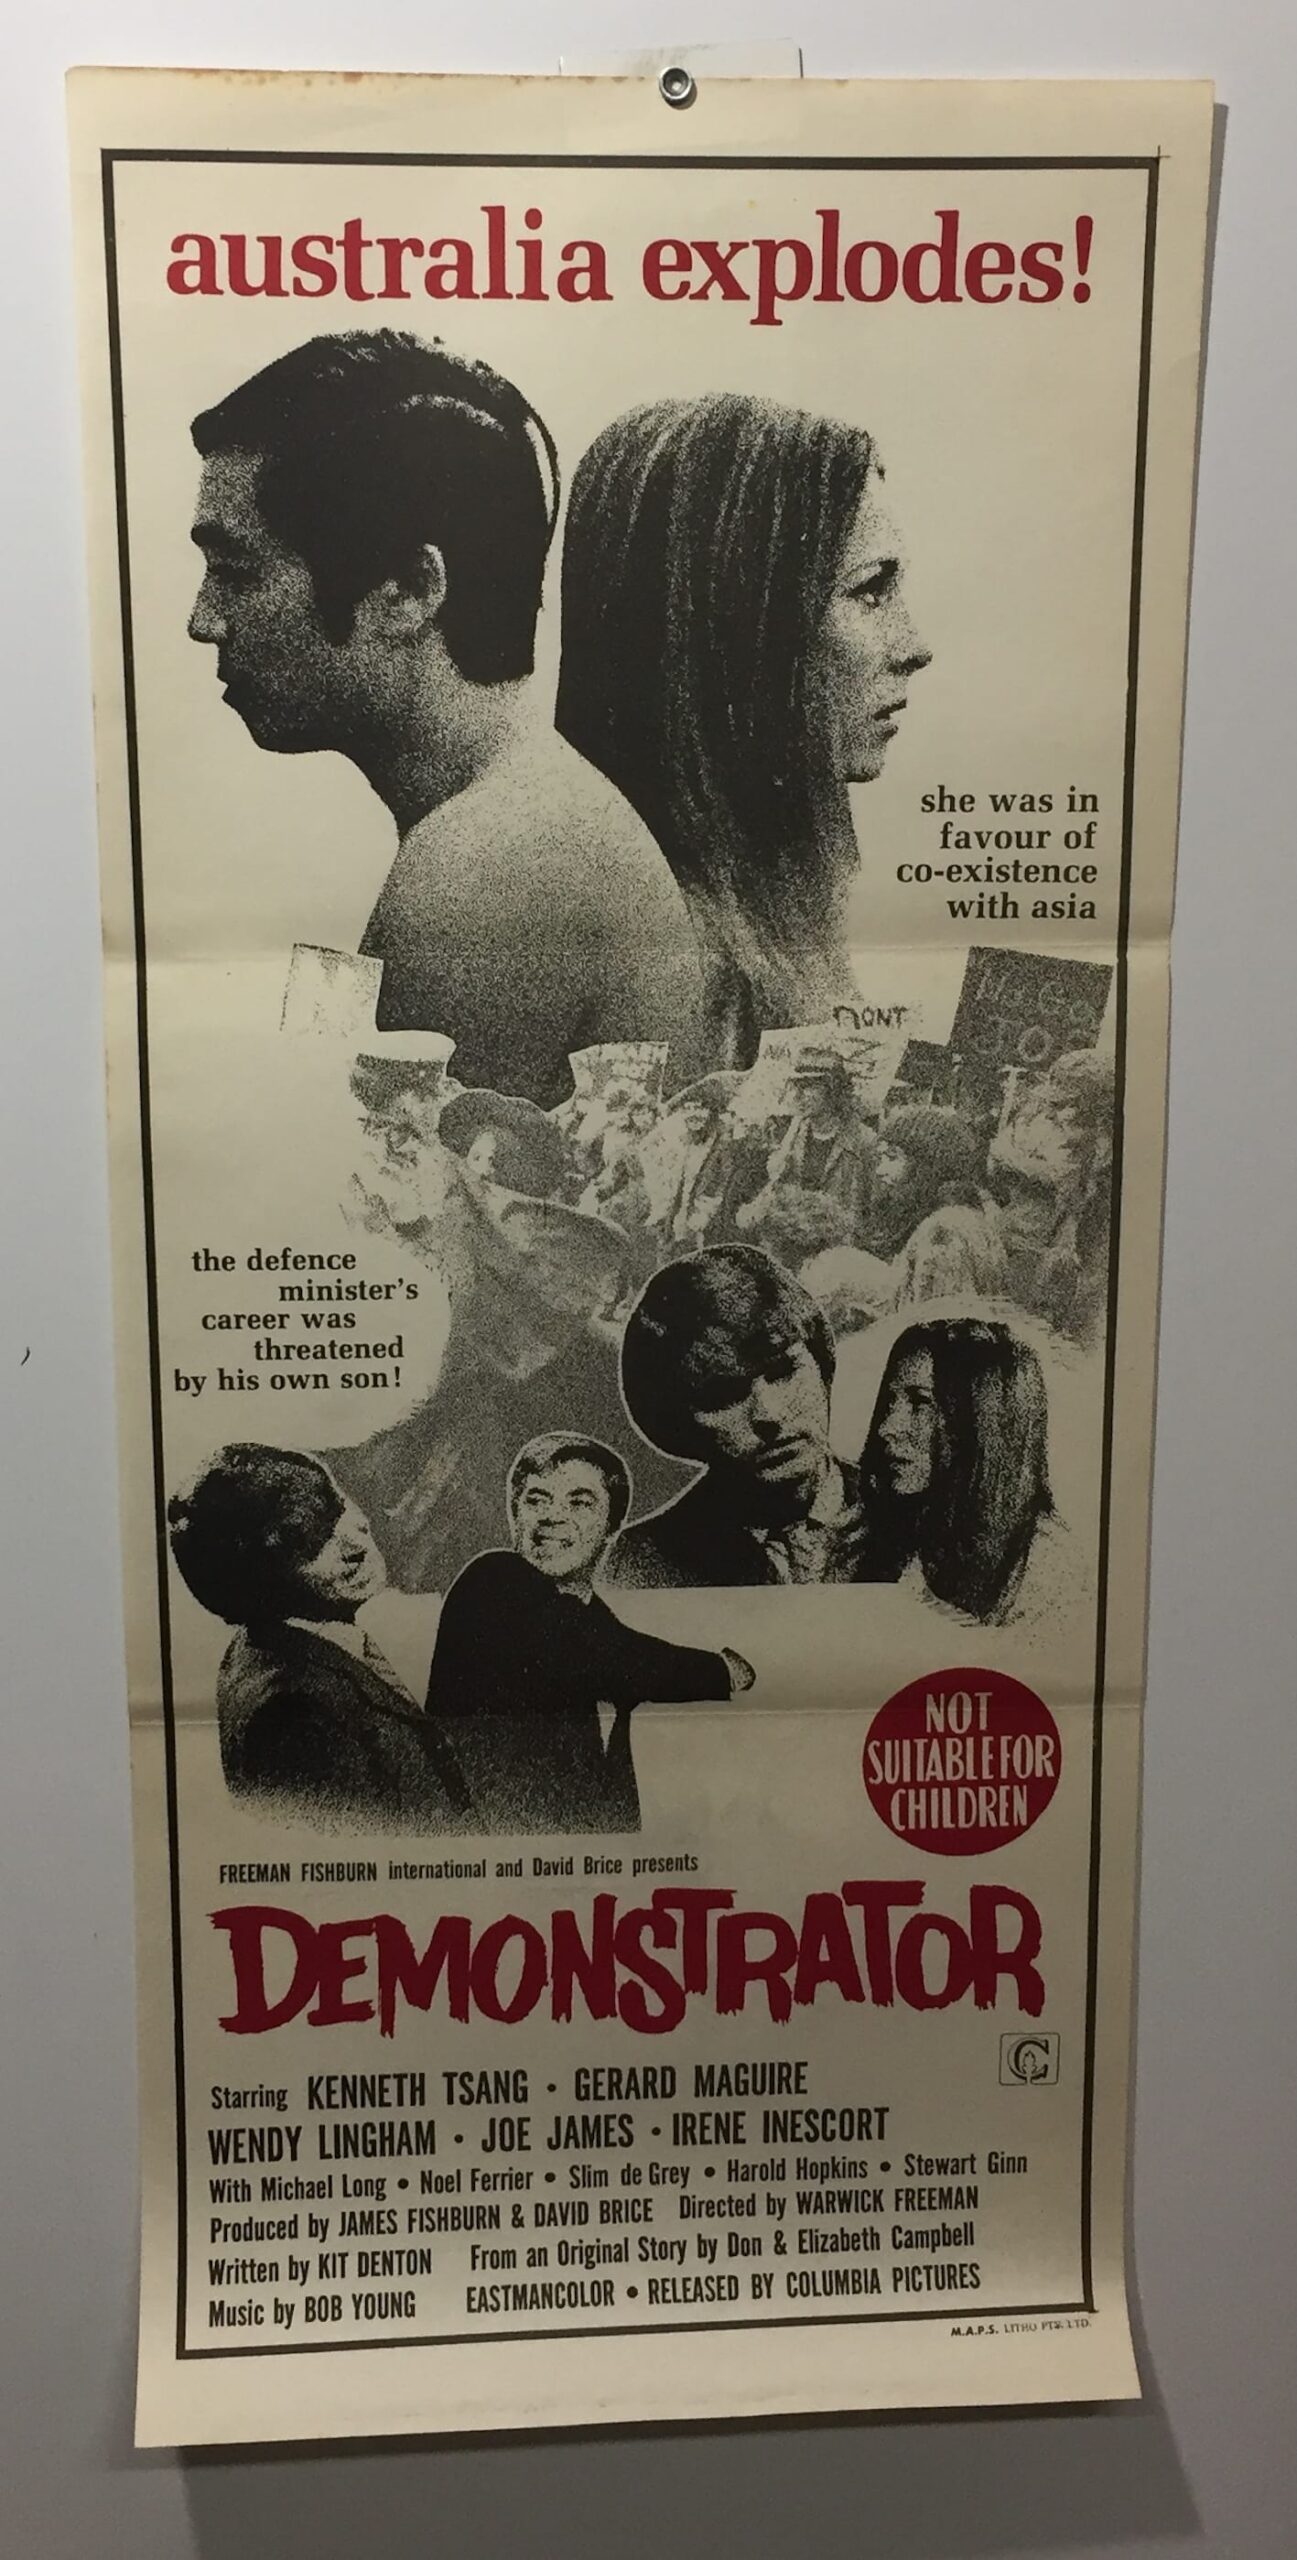 australia explodes!
she was in
favour of
co-existence
with asia
DONT
the defence
minister's
career was
threatened
by his own son!
NOT
SUITABLE FOR
CHILDREN
FREEMAN FISHBURN international and David Brice presents
DEMONSTRATOR
Starring KENNETH TSANG • GERARD MAGUIRE
WENDY LINGHAM • JOE JAMES • IRENE INESCORT
With Michael Long • Noel Ferrier • Slim de Grey • Harold Hopkins • Stewart Ginn
Produced by JAMES FISHBURN & DAVID BRICE Directed by WARWICK FREEMAN
Written by KIT DENTON From an Original Story by Don & Elizabeth Campbell
Music by BOB YOUNG EASTMANCOLOR • RELEASED BY COLUMBIA PICTURES
M.A.P.S. LITHO PTY. LTD.